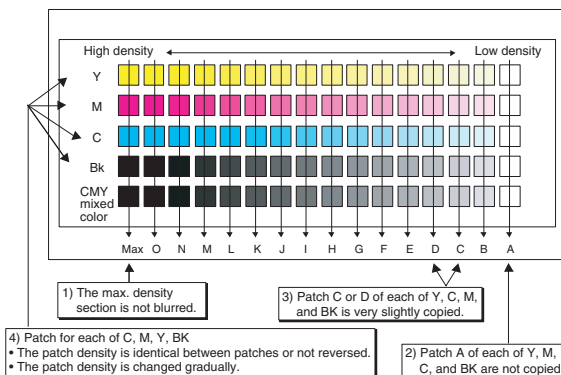 High density
Low density
Y
M
C
Bk
CMY
mixed
color
Max O N M L K J I H G F E D C B A
1) The max. density
section is not blurred.
3) Patch C or D of each of Y, C, M,
and BK is very slightly copied.
4) Patch for each of C, M, Y, BK
• The patch density is identical between patches or not reversed.
• The patch density is changed gradually.
2) Patch A of each of Y, M,
C, and BK are not copied